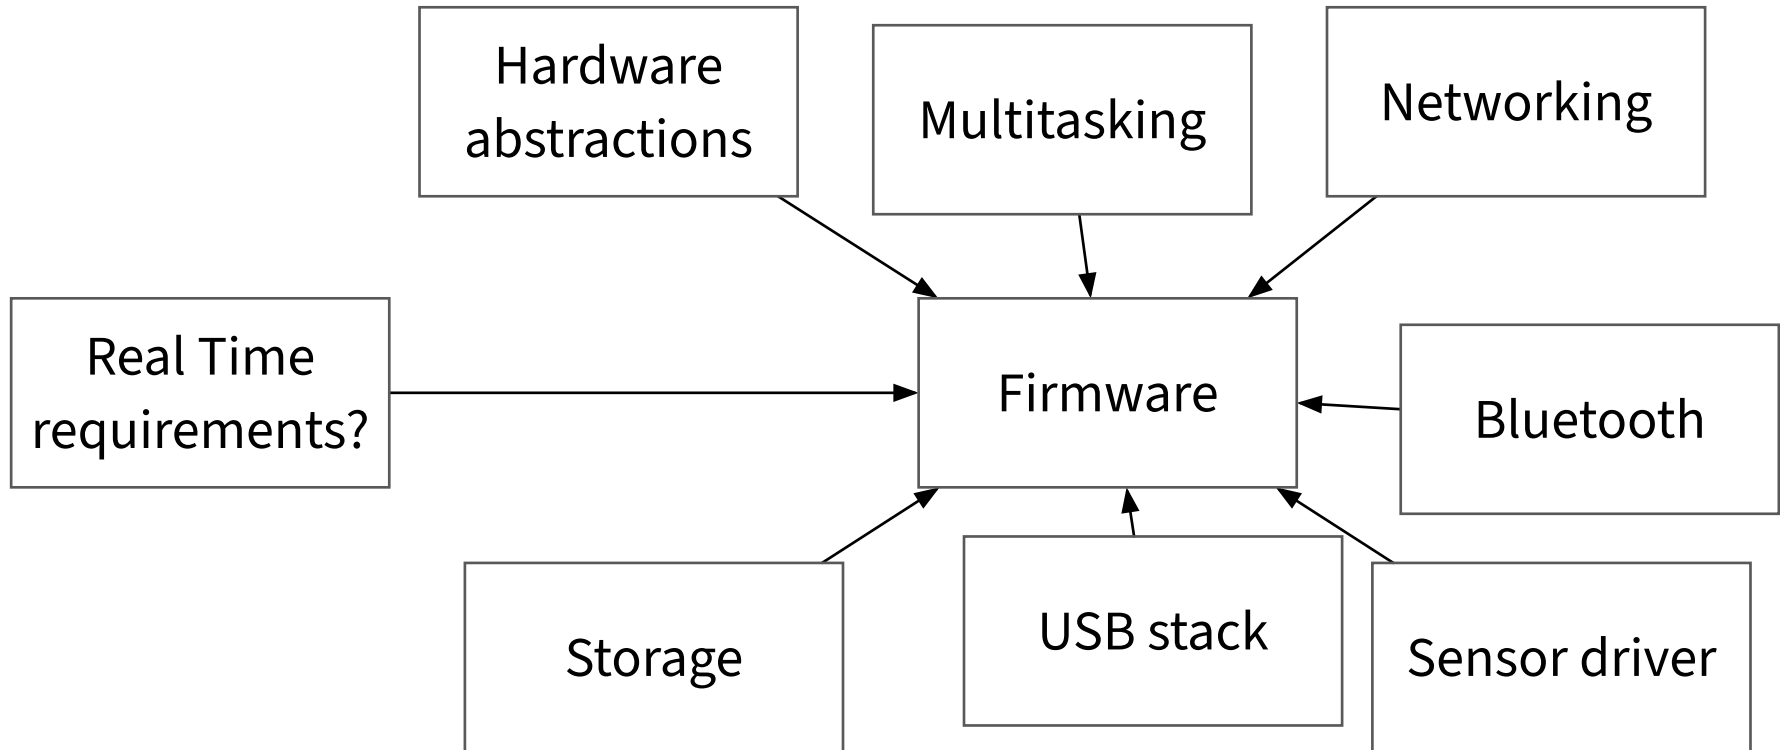 Hardware
abstractions
Multitasking
Networking
Real Time
requirements?
Firmware
Bluetooth
Storage
USB stack
Sensor driver